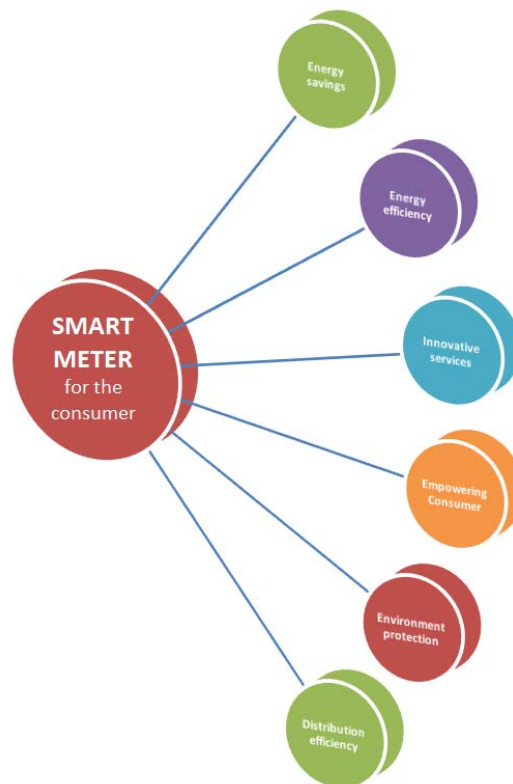 Energy
savings
Energy
efficiency
SMART
METER
for the
consumer
Innovative
services
Empowering
Consumer
Environment
protection
Distribution
efficiency